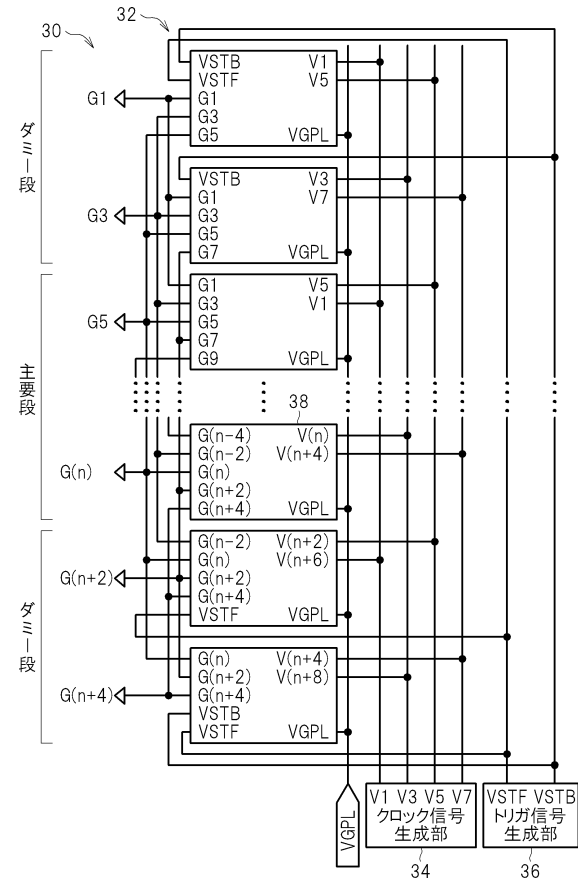 30
32
VSTB V1
VSTF V5
G1 G1
G3
G5 VGPL
ダミー段
VSTB V3
G1 V7
G3 G3
G5
G7 VGPL
G1 V5
G3 V1
G5 G5
G7
G9 VGPL
主要段
38
G(n-4) V(n)
G(n-2) V(n+4)
G(n) G(n)
G(n+2)
G(n+4) VGPL
G(n-2) V(n+2)
G(n) V(n+6)
G(n+2) G(n+2)
G(n+4)
VSTF VGPL
ダミー段
G(n) V(n+4)
G(n+2) V(n+8)
G(n+4) G(n+4)
VSTB
VSTF VGPL
VGPL
V1 V3 V5 V7
クロック信号
生成部
34
VSTF VSTB
トリガ信号
生成部
36